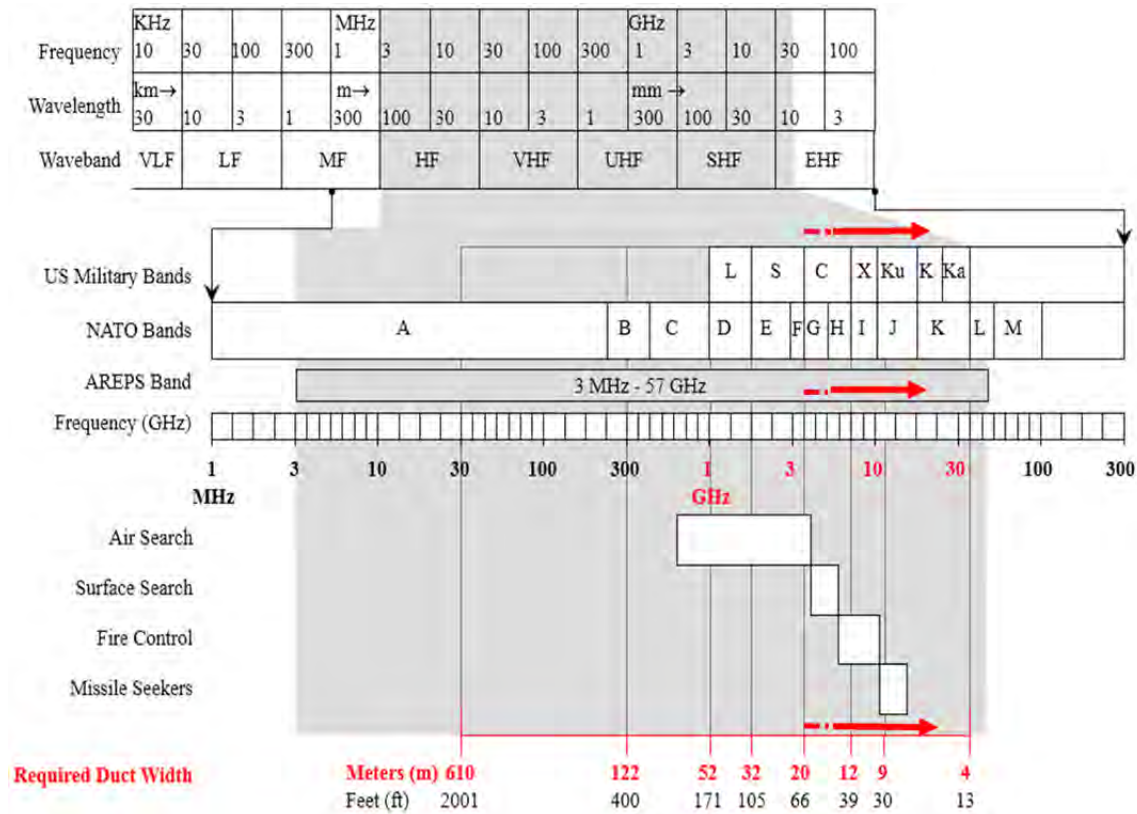 KHz MHz GHz
Frequency 10 30 100 300 1 3 10 30 100 300 1 3 10 30 100
km→ m→ mm →
Wavelength 30 10 3 1 300 100 30 10 3 1 300 100 30 10 3
Waveband VLF LF MF HF VHF UHF SHF EHF
US Military Bands L S C X Ku K Ka
NATO Bands A B C D E F G H I J K L M
AREPS Band 3 MHz - 57 GHz
Frequency (GHz)
1 3 10 30 100 300 1 3 10 30 100 300
MHz GHz
Air Search
Surface Search
Fire Control
Missile Seekers
Required Duct Width Meters (m) 610 122 52 32 20 12 9 4
Feet (ft) 2001 400 171 105 66 39 30 13